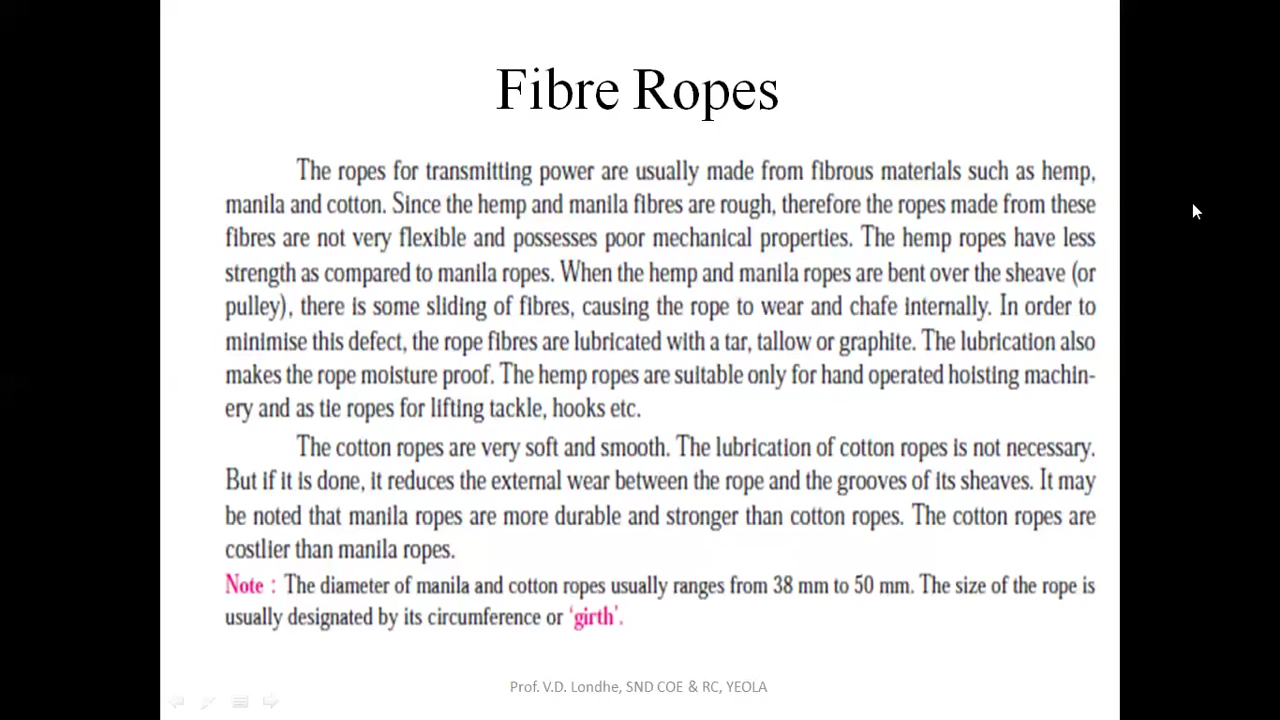 Fibre Ropes
The ropes for transmitting power are usually made from fibrous materials such as hemp,
manila and cotton. Since the hemp and manila fibres are rough, therefore the ropes made from these
fibres are not very flexible and possesses poor mechanical properties. The hemp ropes have less
strength as compared to manila ropes. When the hemp and manila ropes are bent over the sheave (or
pulley), there is some sliding of fibres, causing the rope to wear and chafe internally. In order to
minimise this defect, the rope fibres are lubricated with a tar, tallow or graphite. The lubrication also
makes the rope moisture proof. The hemp ropes are suitable only for hand operated hoisting machin-
ery and as tie ropes for lifting tackle, hooks etc.
The cotton ropes are very soft and smooth. The lubrication of cotton ropes is not necessary.
But if it is done, it reduces the external wear between the rope and the grooves of its sheaves. It may
be noted that manila ropes are more durable and stronger than cotton ropes. The cotton ropes are
costlier than manila ropes.
Note : The diameter of manila and cotton ropes usually ranges from 38 mm to 50 mm. The size of the rope is
usually designated by its circumference or ‘girth’.
Prof. V.D. Londhe, SND COE & RC, YEOLA